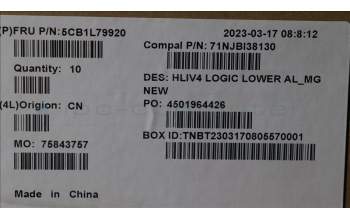 (P)FRU P/N:5CB1L79920
2023-03-17 08:8:12
Compal P/N: 71NJBI38130
Quantity: 10
DES: HLIV4 LOGIC LOWER AL_MG
NEW
(4L)Origion: CN
PO: 4501964426
BOX ID:TNBT2303170805570001
MO: 75843757
Made in China